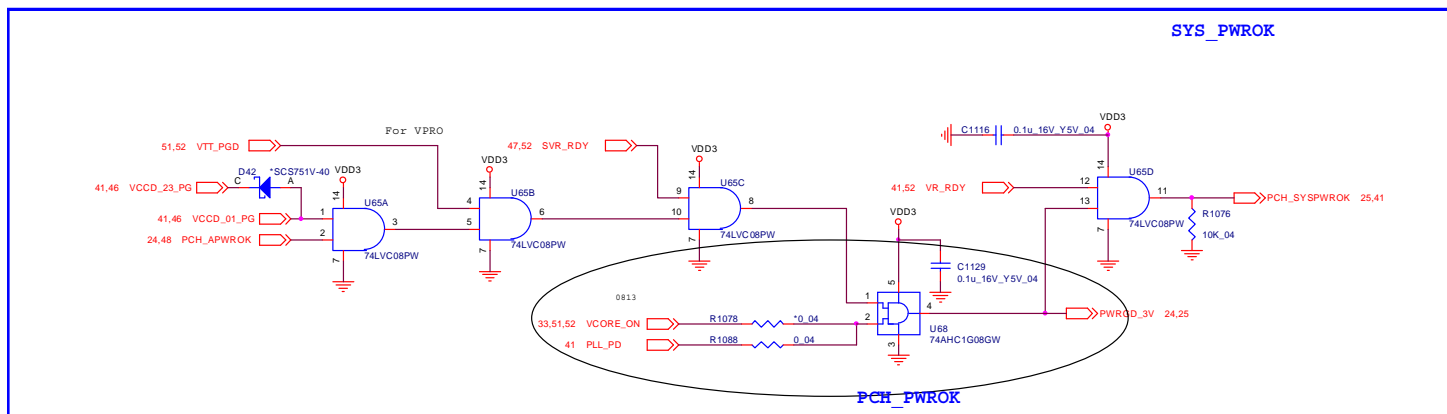 SYS_PWROK
For VPRO
51,52 VTT_PGD
47,52 SVR_RDY
C1116 0.1u_16V_Y5V_04
VDD3
D42 *SCS751V-40
C A
41,46 VCCD_23_PG
VDD3
14
U65A
41,46 VCCD_01_PG
1
2
3
24,48 PCH_APWROK
7
74LVC08PW
VDD3
14
U65B
4
5
6
7
74LVC08PW
VDD3
14
U65C
9
10
8
7
74LVC08PW
14
U65D
41,52 VR_RDY
12
13
11
7
74LVC08PW
PCH_SYSPWROK 25,41
R1076
10K_04
VDD3
C1129
0.1u_16V_Y5V_04
0813
5
1
2
4
3
U68
74AHC1G08GW
33,51,52 VCORE_ON
R1078 *0_04
41 PLL_PD
R1088 0_04
PWRGD_3V 24,25
PCH_PWROK